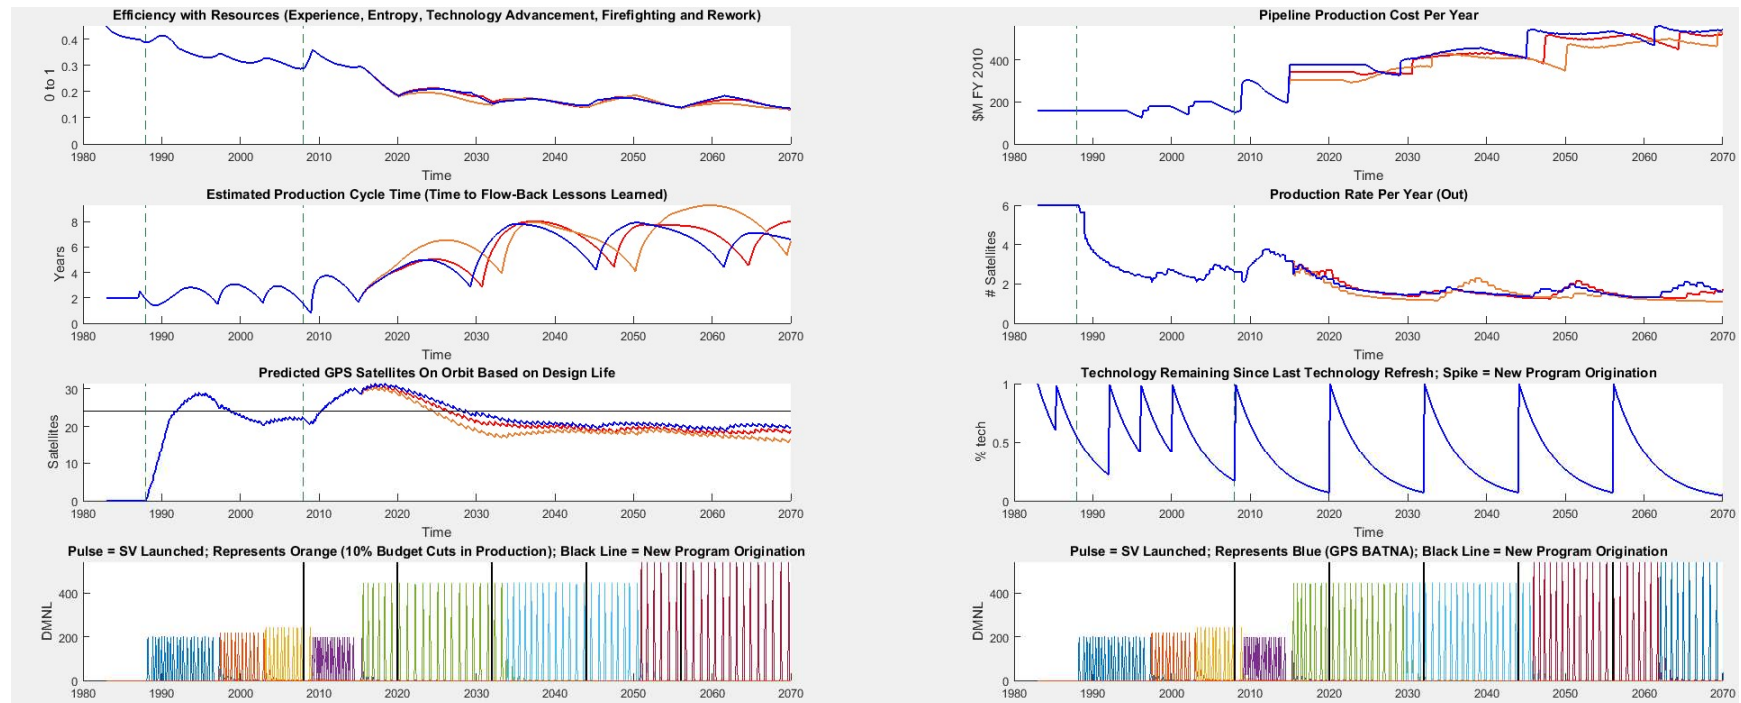 Efficiency with Resources (Experience, Entropy, Technology Advancement, Firefighting and Rework)
0 to 1
0.4
0.3
0.2
0.1
0
1980 1990 2000 2010 2020 2030 2040 2050 2060 2070
Time
Pipeline Production Cost Per Year
$M FY 2010
400
200
0
1980 1990 2000 2010 2020 2030 2040 2050 2060 2070
Time
Estimated Production Cycle Time (Time to Flow-Back Lessons Learned)
Years
8
6
4
2
0
1980 1990 2000 2010 2020 2030 2040 2050 2060 2070
Time
Production Rate Per Year (Out)
# Satellites
6
4
2
0
1980 1990 2000 2010 2020 2030 2040 2050 2060 2070
Time
Predicted GPS Satellites On Orbit Based on Design Life
Satellites
30
20
10
0
1980 1990 2000 2010 2020 2030 2040 2050 2060 2070
Time
Technology Remaining Since Last Technology Refresh; Spike = New Program Origination
% tech
1
0.5
0
1980 1990 2000 2010 2020 2030 2040 2050 2060 2070
Time
Pulse = SV Launched; Represents Orange (10% Budget Cuts in Production); Black Line = New Program Origination
DMNL
400
200
0
1980 1990 2000 2010 2020 2030 2040 2050 2060 2070
Pulse = SV Launched; Represents Blue (GPS BATNA); Black Line = New Program Origination
DMNL
400
200
0
1980 1990 2000 2010 2020 2030 2040 2050 2060 2070